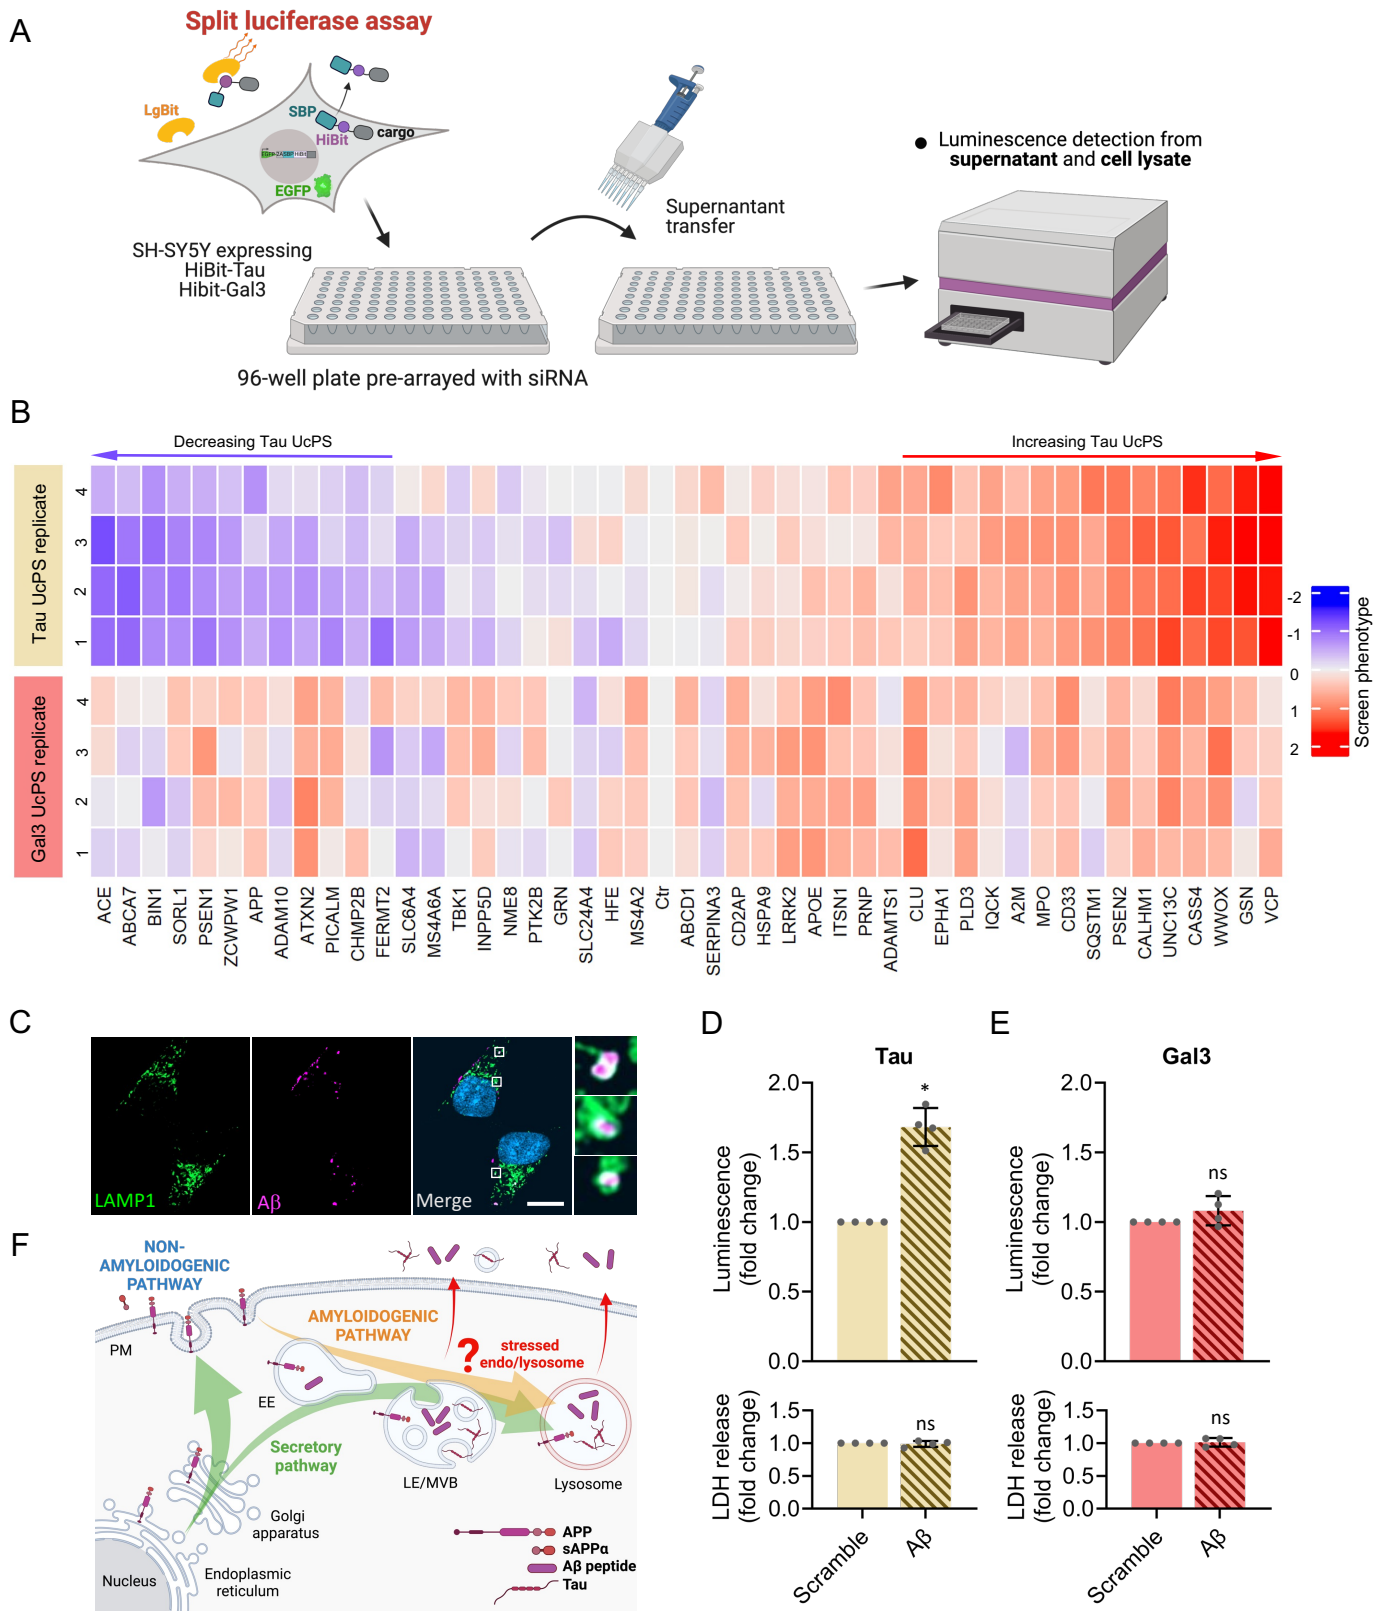 A
Split luciferase assay
LgBit
SBP
HiBit
cargo
EGFP
SH-SY5Y expressing
HiBit-Tau
Hibit-Gal3
96-well plate pre-arrayed with siRNA
Supernantant
transfer
● Luminescence detection from
supernatant and cell lysate
B
Decreasing Tau UcPS
Increasing Tau UcPS
Tau UcPS replicate
4
3
2
1
Gal3 UcPS replicate
4
3
2
1
-2
-1
0
1
2
Screen phenotype
ACE
ABCA7
BIN1
SORL1
PSEN1
ZCWPW1
APP
ADAM10
ATXN2
PICALM
CHMP2B
FERMT2
SLC6A4
MS4A6A
TBK1
INPP5D
NME8
PTK2B
GRN
SLC24A4
HFE
MS4A2
Ctr
ABCD1
SERPINA3
CD2AP
HSPA9
LRRK2
APOE
ITSN1
PRNP
ADAMTS1
CLU
EPHA1
PLD3
IQCK
A2M
MPO
CD33
SQSTM1
PSEN2
CALHM1
UNC13C
CASS4
WWOX
GSN
VCP
C
LAMP1
Aβ
Merge
D
Tau
Luminescence
(fold change)
2.0
1.5
1.0
0.5
0.0
*
LDH release
(fold change)
1.5
1.0
0.5
0.0
ns
Scramble
Aβ
E
Gal3
Luminescence
(fold change)
2.0
1.5
1.0
0.5
0.0
ns
LDH release
(fold change)
1.5
1.0
0.5
0.0
ns
Scramble
Aβ
F
NON-
AMYLOIDOGENIC
PATHWAY
PM
AMYLOIDOGENIC
PATHWAY
?
stressed
endo/lysosome
EE
Secretory
pathway
LE/MVB
Lysosome
Golgi
apparatus
Endoplasmic
reticulum
Nucleus
APP
sAPPα
Aβ peptide
Tau